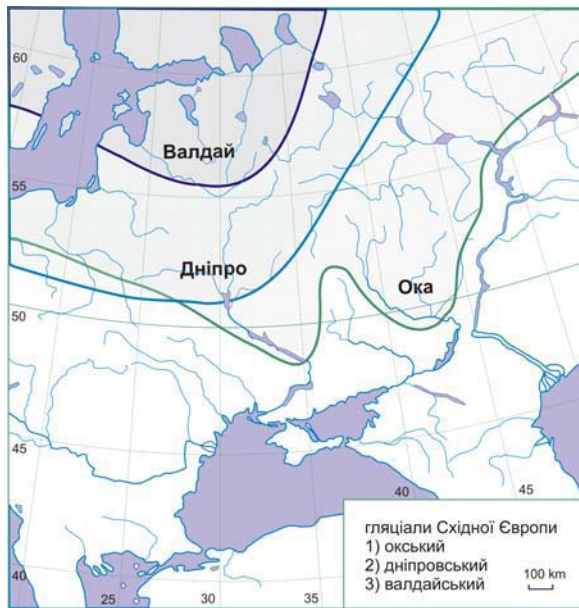 60
Валдай
55
Дніпро
Ока
50
45
45
40
40
25
30
35
гляціали Східної Європи
1) окський
2) дніпровський
3) валдайський
100 km